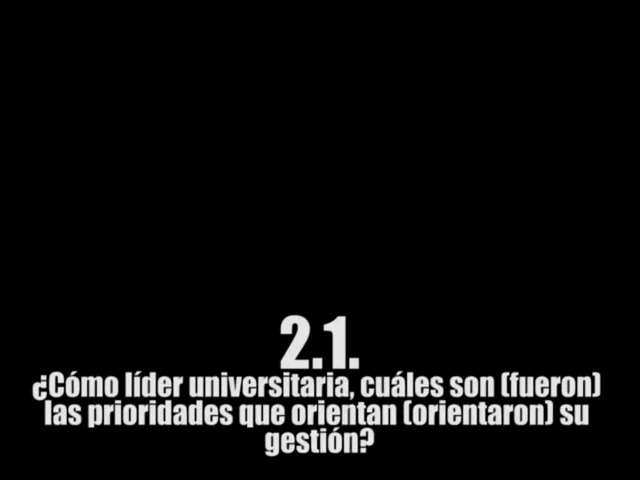 2.1.
¿Cómo líder universitaria, cuáles son (fueron)
las prioridades que orientan (orientaron) su
gestión?